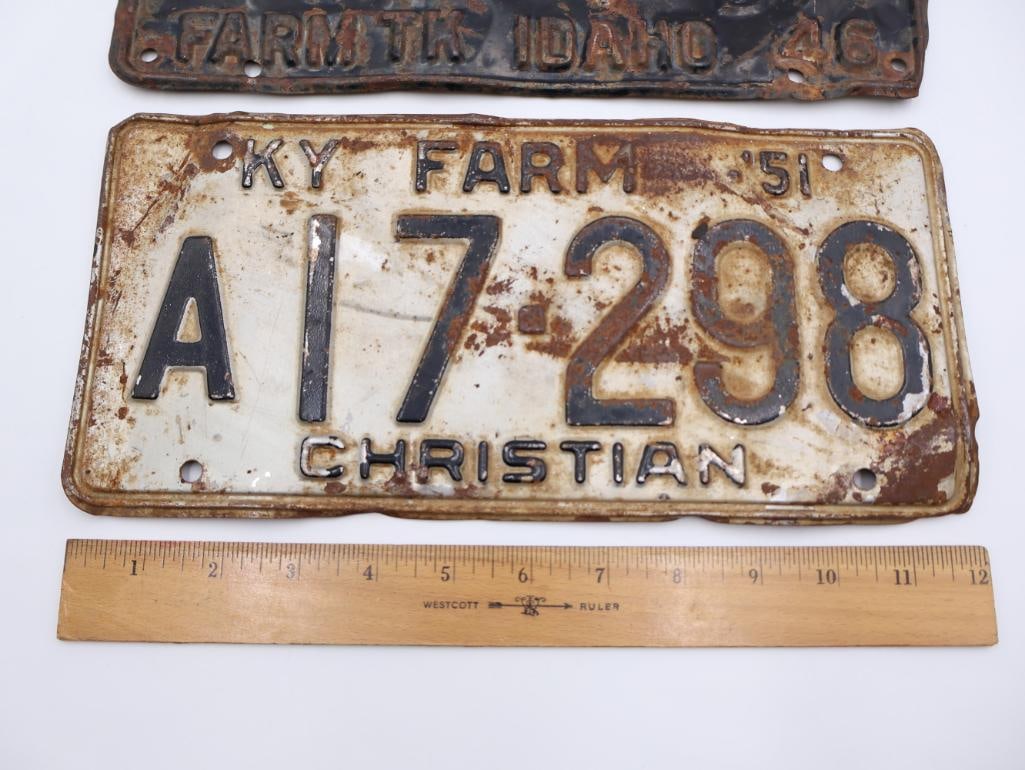 FARM TK IDAHO 46
KY FARM '51
A17·298
CHRISTIAN
1 2 3 4 5 6 7 8 9 10 11 12
WESTCOTT RULER